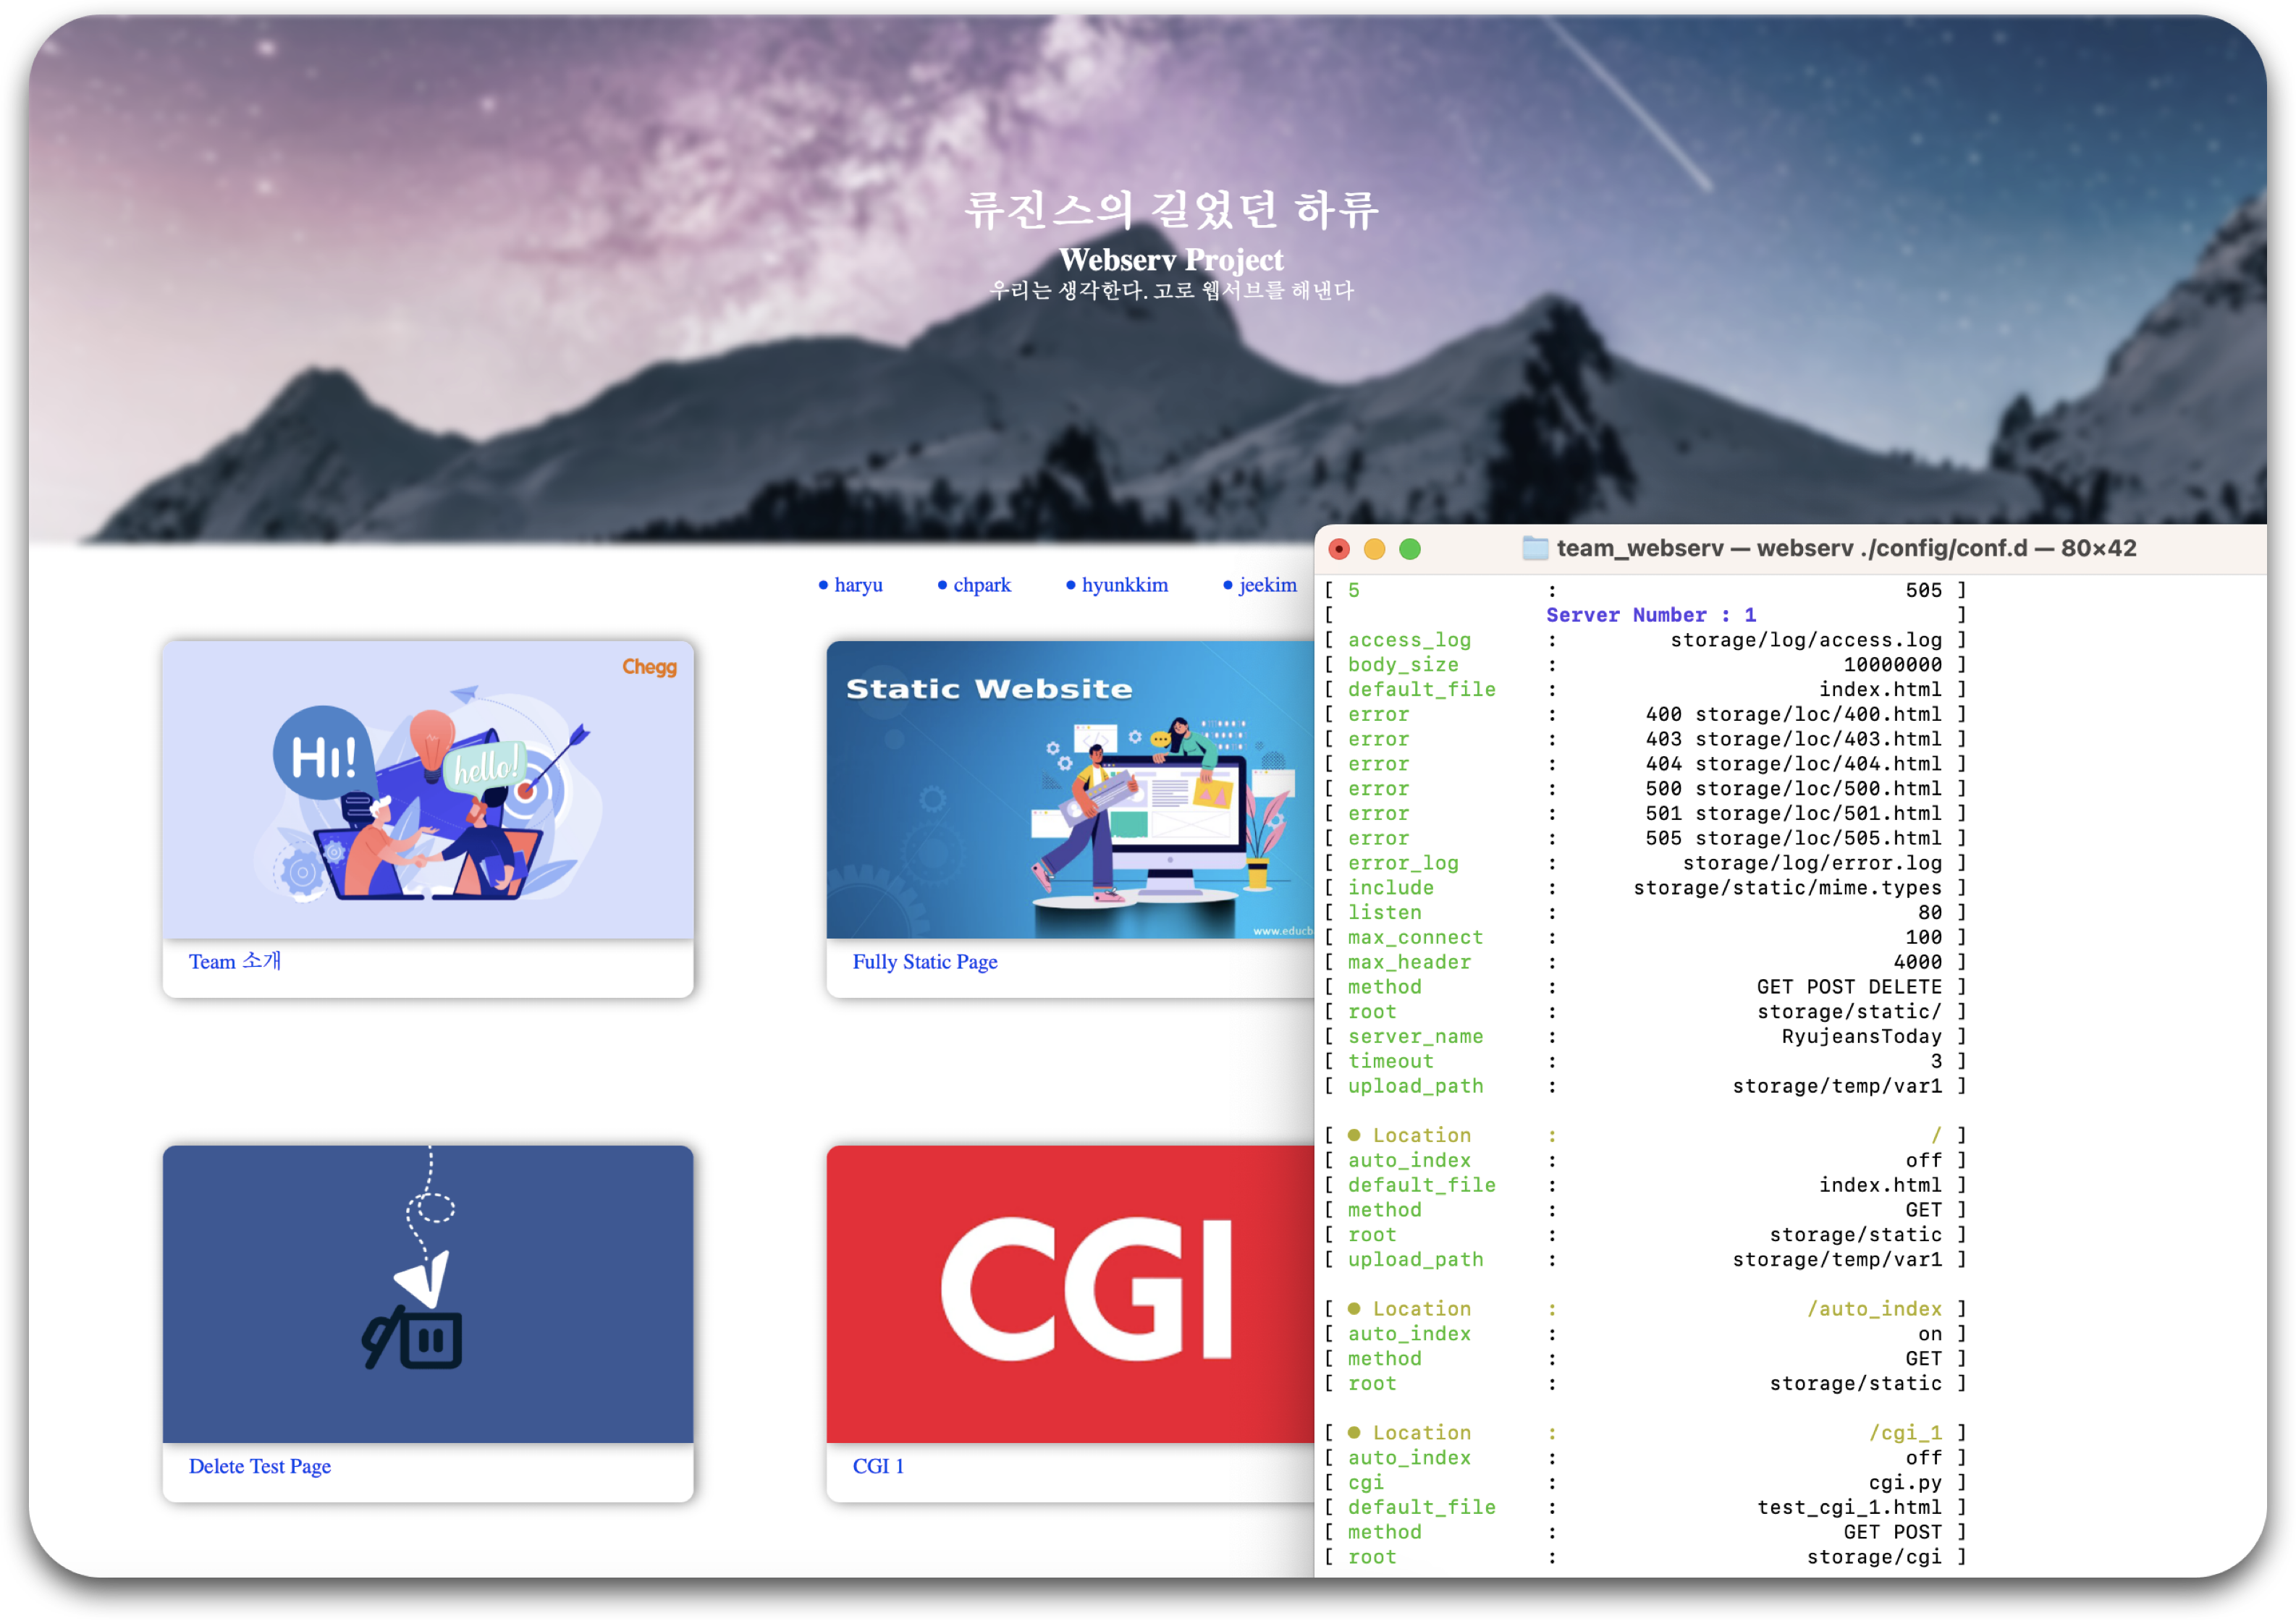 류진스의 길었던 하류
Webserv Project
우리는 생각한다. 고로 웹서브를 해낸다
• haryu
• chpark
• hyunkkim
• jeekim
Chegg
Hi!
hello!
Team 소개
Static Website
www.educb
Fully Static Page
Delete Test Page
CGI
CGI 1
team_webserv — webserv ./config/conf.d — 80×42
[ 5 : 505 ]
[ Server Number : 1 ]
[ access_log : storage/log/access.log ]
[ body_size : 10000000 ]
[ default_file : index.html ]
[ error : 400 storage/loc/400.html ]
[ error : 403 storage/loc/403.html ]
[ error : 404 storage/loc/404.html ]
[ error : 500 storage/loc/500.html ]
[ error : 501 storage/loc/501.html ]
[ error : 505 storage/loc/505.html ]
[ error_log : storage/log/error.log ]
[ include : storage/static/mime.types ]
[ listen : 80 ]
[ max_connect : 100 ]
[ max_header : 4000 ]
[ method : GET POST DELETE ]
[ root : storage/static/ ]
[ server_name : RyujeansToday ]
[ timeout : 3 ]
[ upload_path : storage/temp/var1 ]
[ ● Location : / ]
[ auto_index : off ]
[ default_file : index.html ]
[ method : GET ]
[ root : storage/static ]
[ upload_path : storage/temp/var1 ]
[ ● Location : /auto_index ]
[ auto_index : on ]
[ method : GET ]
[ root : storage/static ]
[ ● Location : /cgi_1 ]
[ auto_index : off ]
[ cgi : cgi.py ]
[ default_file : test_cgi_1.html ]
[ method : GET POST ]
[ root : storage/cgi ]